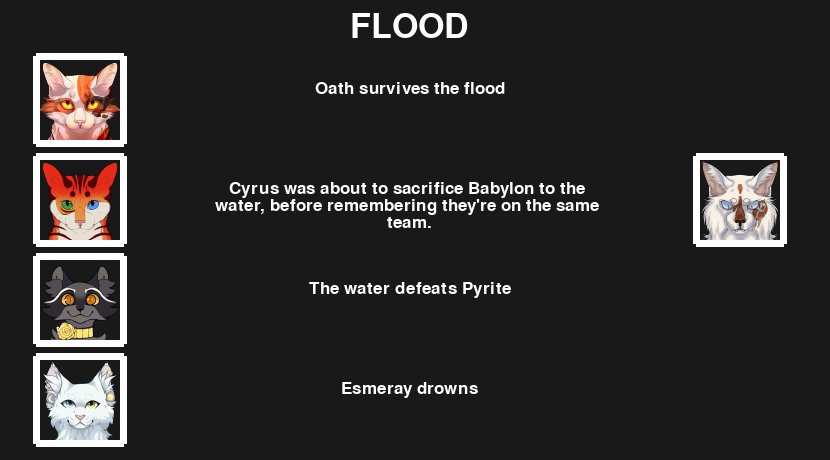 FLOOD
Oath survives the flood
Cyrus was about to sacrifice Babylon to the
water, before remembering they're on the same
team.
The water defeats Pyrite
Esmeray drowns